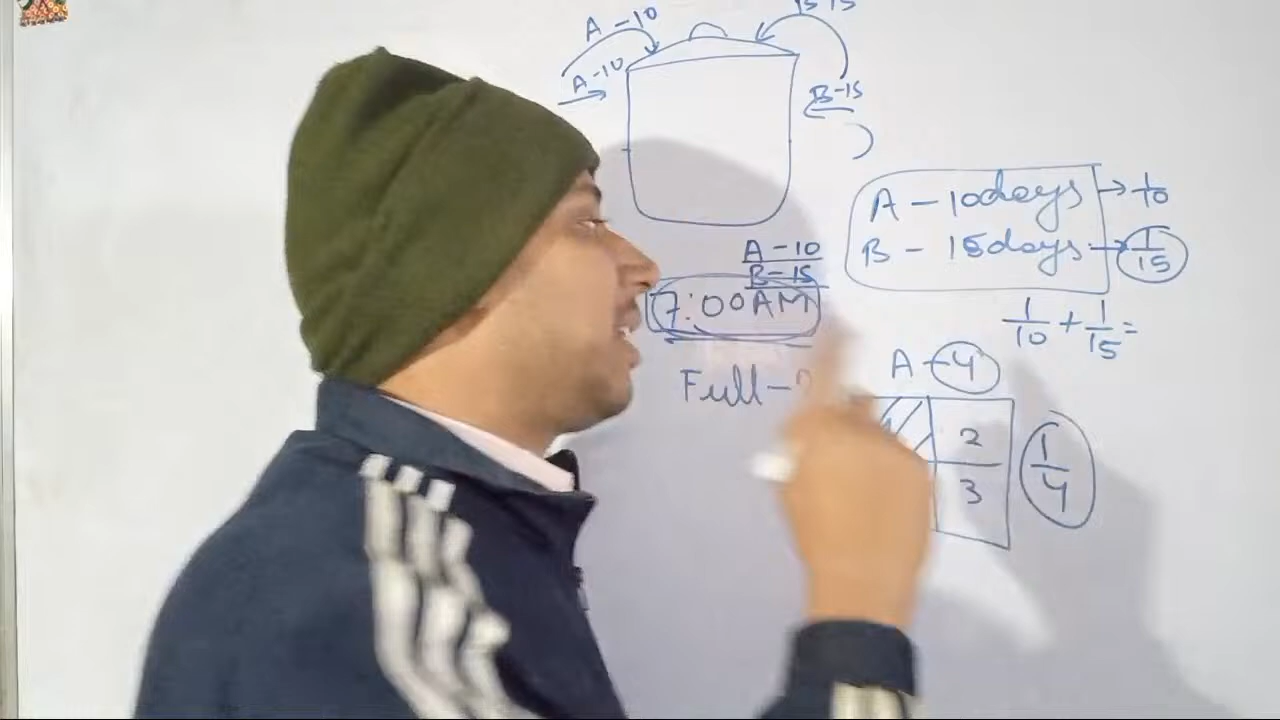 A-10
A-10
B-15
A-10days → 1/10
B-15days → 1/15
A-10
B-15
7:00AM
1/10 + 1/15 =
A-4
Full-
2
3
1/4